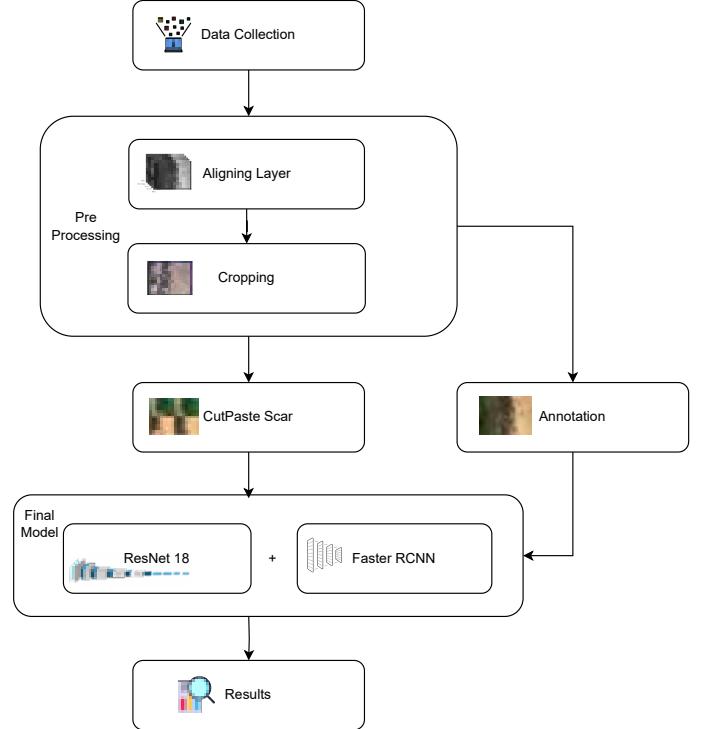 Data Collection
Aligning Layer
Pre
Processing
Cropping
CutPaste Scar
Annotation
Final
Model
ResNet 18
+
Faster RCNN
Results